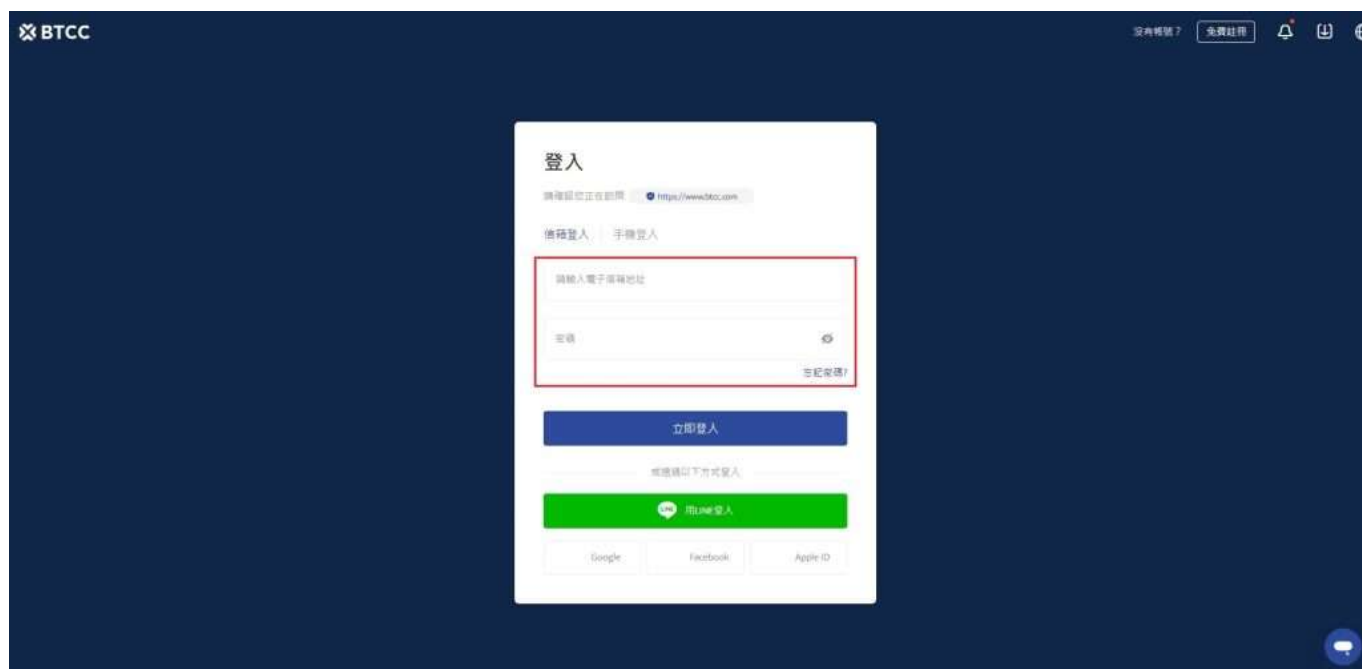 BTCC
沒有帳號？ 免費註冊
登入
請確認您正在訪問 https://www.btcc.com
信箱登入 手機登入
請輸入電子信箱地址
密碼
忘記密碼?
立即登入
或透過以下方式登入
LINE 用LINE登入
Google Facebook Apple ID